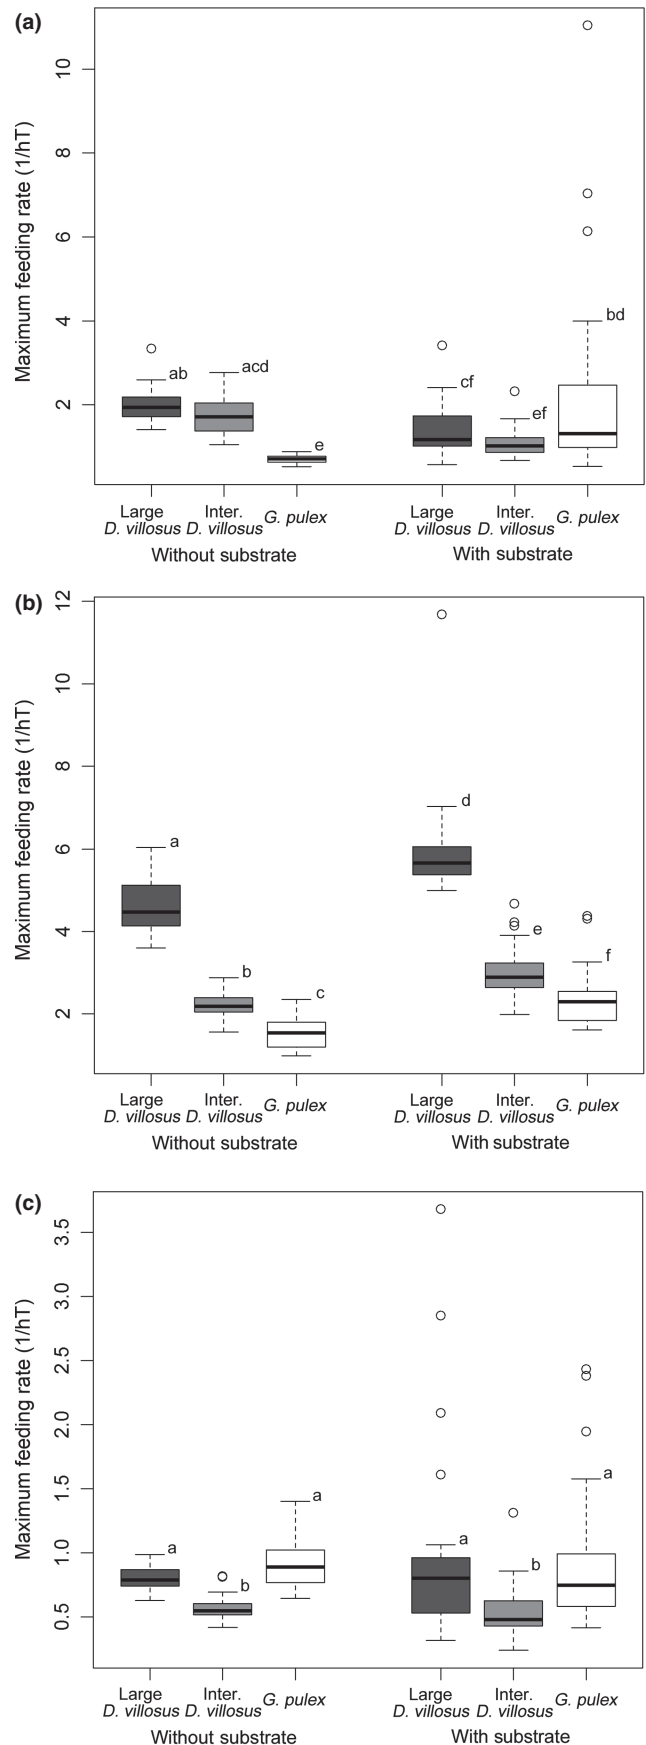 (a)
Maximum feeding rate (1/hT)
10
8
6
4
2
ab
acd
e
cf
ef
bd
Large Inter. G. pulex Large Inter. G. pulex
D. villosus D. villosus D. villosus D. villosus
Without substrate With substrate
(b)
Maximum feeding rate (1/hT)
12
10
8
6
4
2
a
b
c
d
e
f
Large Inter. G. pulex Large Inter. G. pulex
D. villosus D. villosus D. villosus D. villosus
Without substrate With substrate
(c)
Maximum feeding rate (1/hT)
3.5
3.0
2.5
2.0
1.5
1.0
0.5
a
b
a
a
b
a
Large Inter. G. pulex Large Inter. G. pulex
D. villosus D. villosus D. villosus D. villosus
Without substrate With substrate